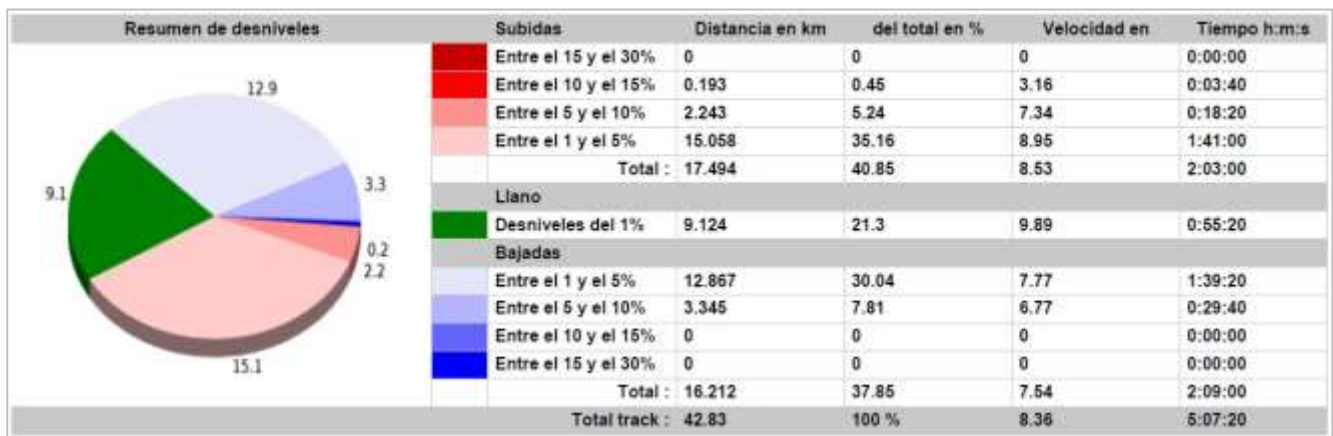 Resumen de desniveles
12.9
3.3
9.1
0.2
2.2
15.1
Subidas Distancia en km del total en % Velocidad en Tiempo h:m:s
Entre el 15 y el 30% 0 0 0 0:00:00
Entre el 10 y el 15% 0.193 0.45 3.16 0:03:40
Entre el 5 y el 10% 2.243 5.24 7.34 0:18:20
Entre el 1 y el 5% 15.058 35.16 8.95 1:41:00
Total : 17.494 40.85 8.53 2:03:00
Llano
Desniveles del 1% 9.124 21.3 9.89 0:55:20
Bajadas
Entre el 1 y el 5% 12.867 30.04 7.77 1:39:20
Entre el 5 y el 10% 3.345 7.81 6.77 0:29:40
Entre el 10 y el 15% 0 0 0 0:00:00
Entre el 15 y el 30% 0 0 0 0:00:00
Total : 16.212 37.85 7.54 2:09:00
Total track : 42.83 100 % 8.36 5:07:20